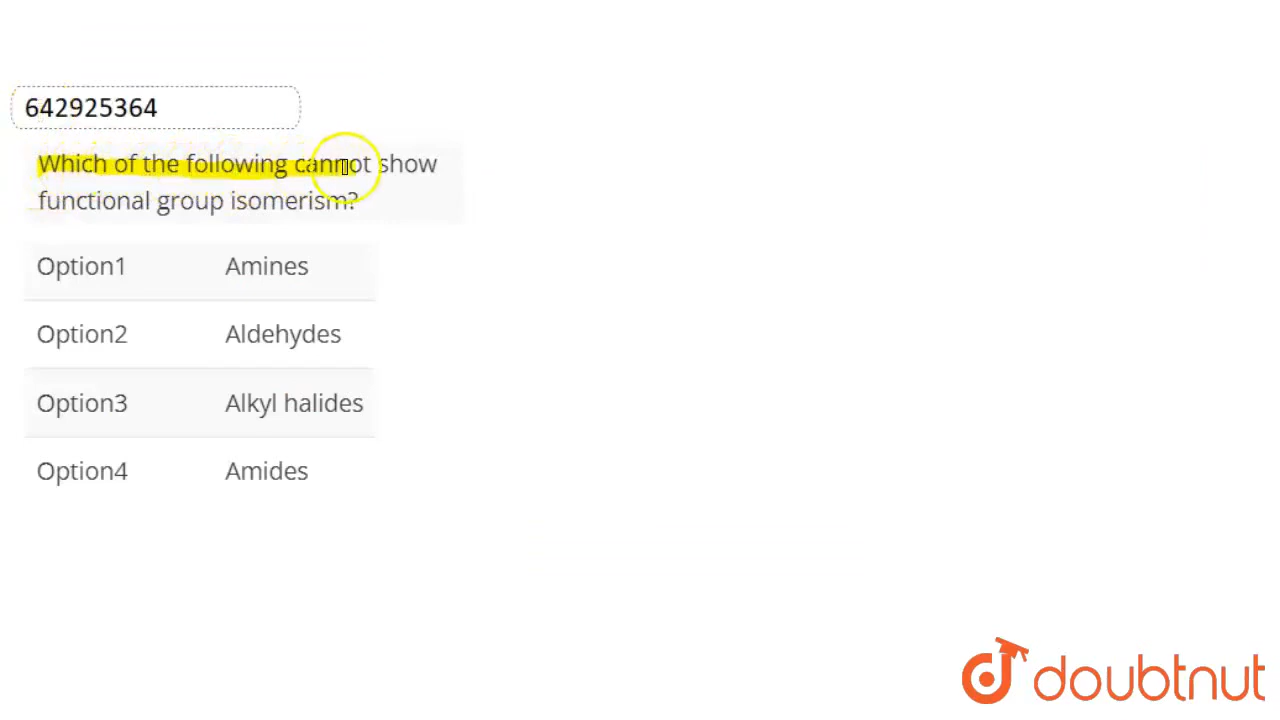 642925364
Which of the following cannot show
functional group isomerism?
Option1 Amines
Option2 Aldehydes
Option3 Alkyl halides
Option4 Amides
doubtnut